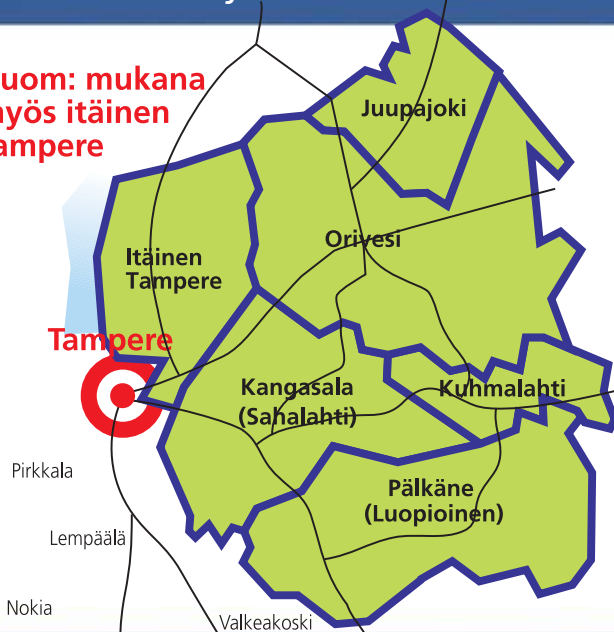 uom: mukana
yös itäinen
ampere
Juupajoki
Orivesi
Itäinen
Tampere
Tampere
Kangasala
(Sahalahti)
Kuhmalahti
Pälkäne
(Luopioinen)
Pirkkala
Lempäälä
Nokia
Valkeakoski